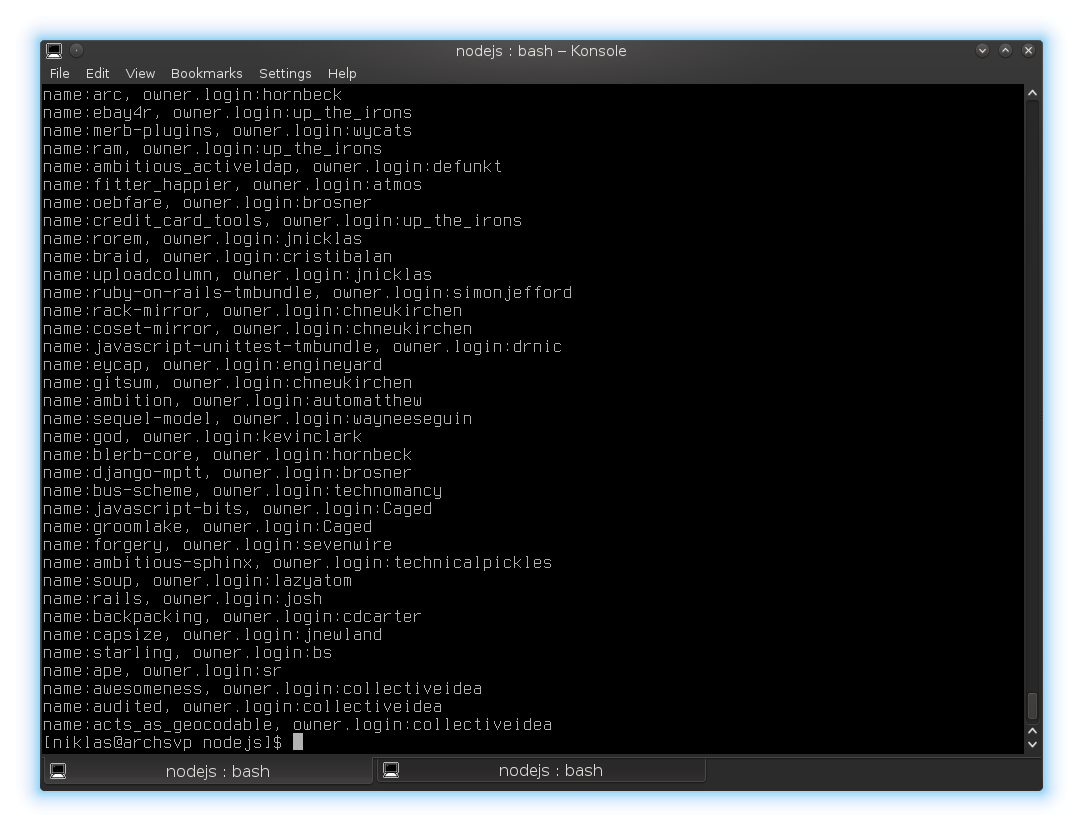 nodejs : bash – Konsole
File Edit View Bookmarks Settings Help
name:arc, owner.login:hornbeck
name:ebay4r, owner.login:up_the_irons
name:merb-plugins, owner.login:wycats
name:ram, owner.login:up_the_irons
name:ambitious_activeldap, owner.login:defunkt
name:fitter_happier, owner.login:atmos
name:oebfare, owner.login:brosner
name:credit_card_tools, owner.login:up_the_irons
name:rorem, owner.login:jnicklas
name:braid, owner.login:cristibalan
name:uploadcolumn, owner.login:jnicklas
name:ruby-on-rails-tmbundle, owner.login:simonjefford
name:rack-mirror, owner.login:chneukirchen
name:coset-mirror, owner.login:chneukirchen
name:javascript-unittest-tmbundle, owner.login:drnic
name:eycap, owner.login:engineyard
name:gitsum, owner.login:chneukirchen
name:ambition, owner.login:automatthew
name:sequel-model, owner.login:wayneeseguin
name:god, owner.login:kevinclark
name:blerb-core, owner.login:hornbeck
name:django-mptt, owner.login:brosner
name:bus-scheme, owner.login:technomancy
name:javascript-bits, owner.login:Caged
name:groomlake, owner.login:Caged
name:forgery, owner.login:sevenwire
name:ambitious-sphinx, owner.login:technicalpickles
name:soup, owner.login:lazyatom
name:rails, owner.login:josh
name:backpacking, owner.login:cdcarter
name:capsize, owner.login:jnewland
name:starling, owner.login:bs
name:ape, owner.login:sr
name:awesomeness, owner.login:collectiveidea
name:audited, owner.login:collectiveidea
name:acts_as_geocodable, owner.login:collectiveidea
[niklas@archsvp nodejs]$
nodejs : bash nodejs : bash